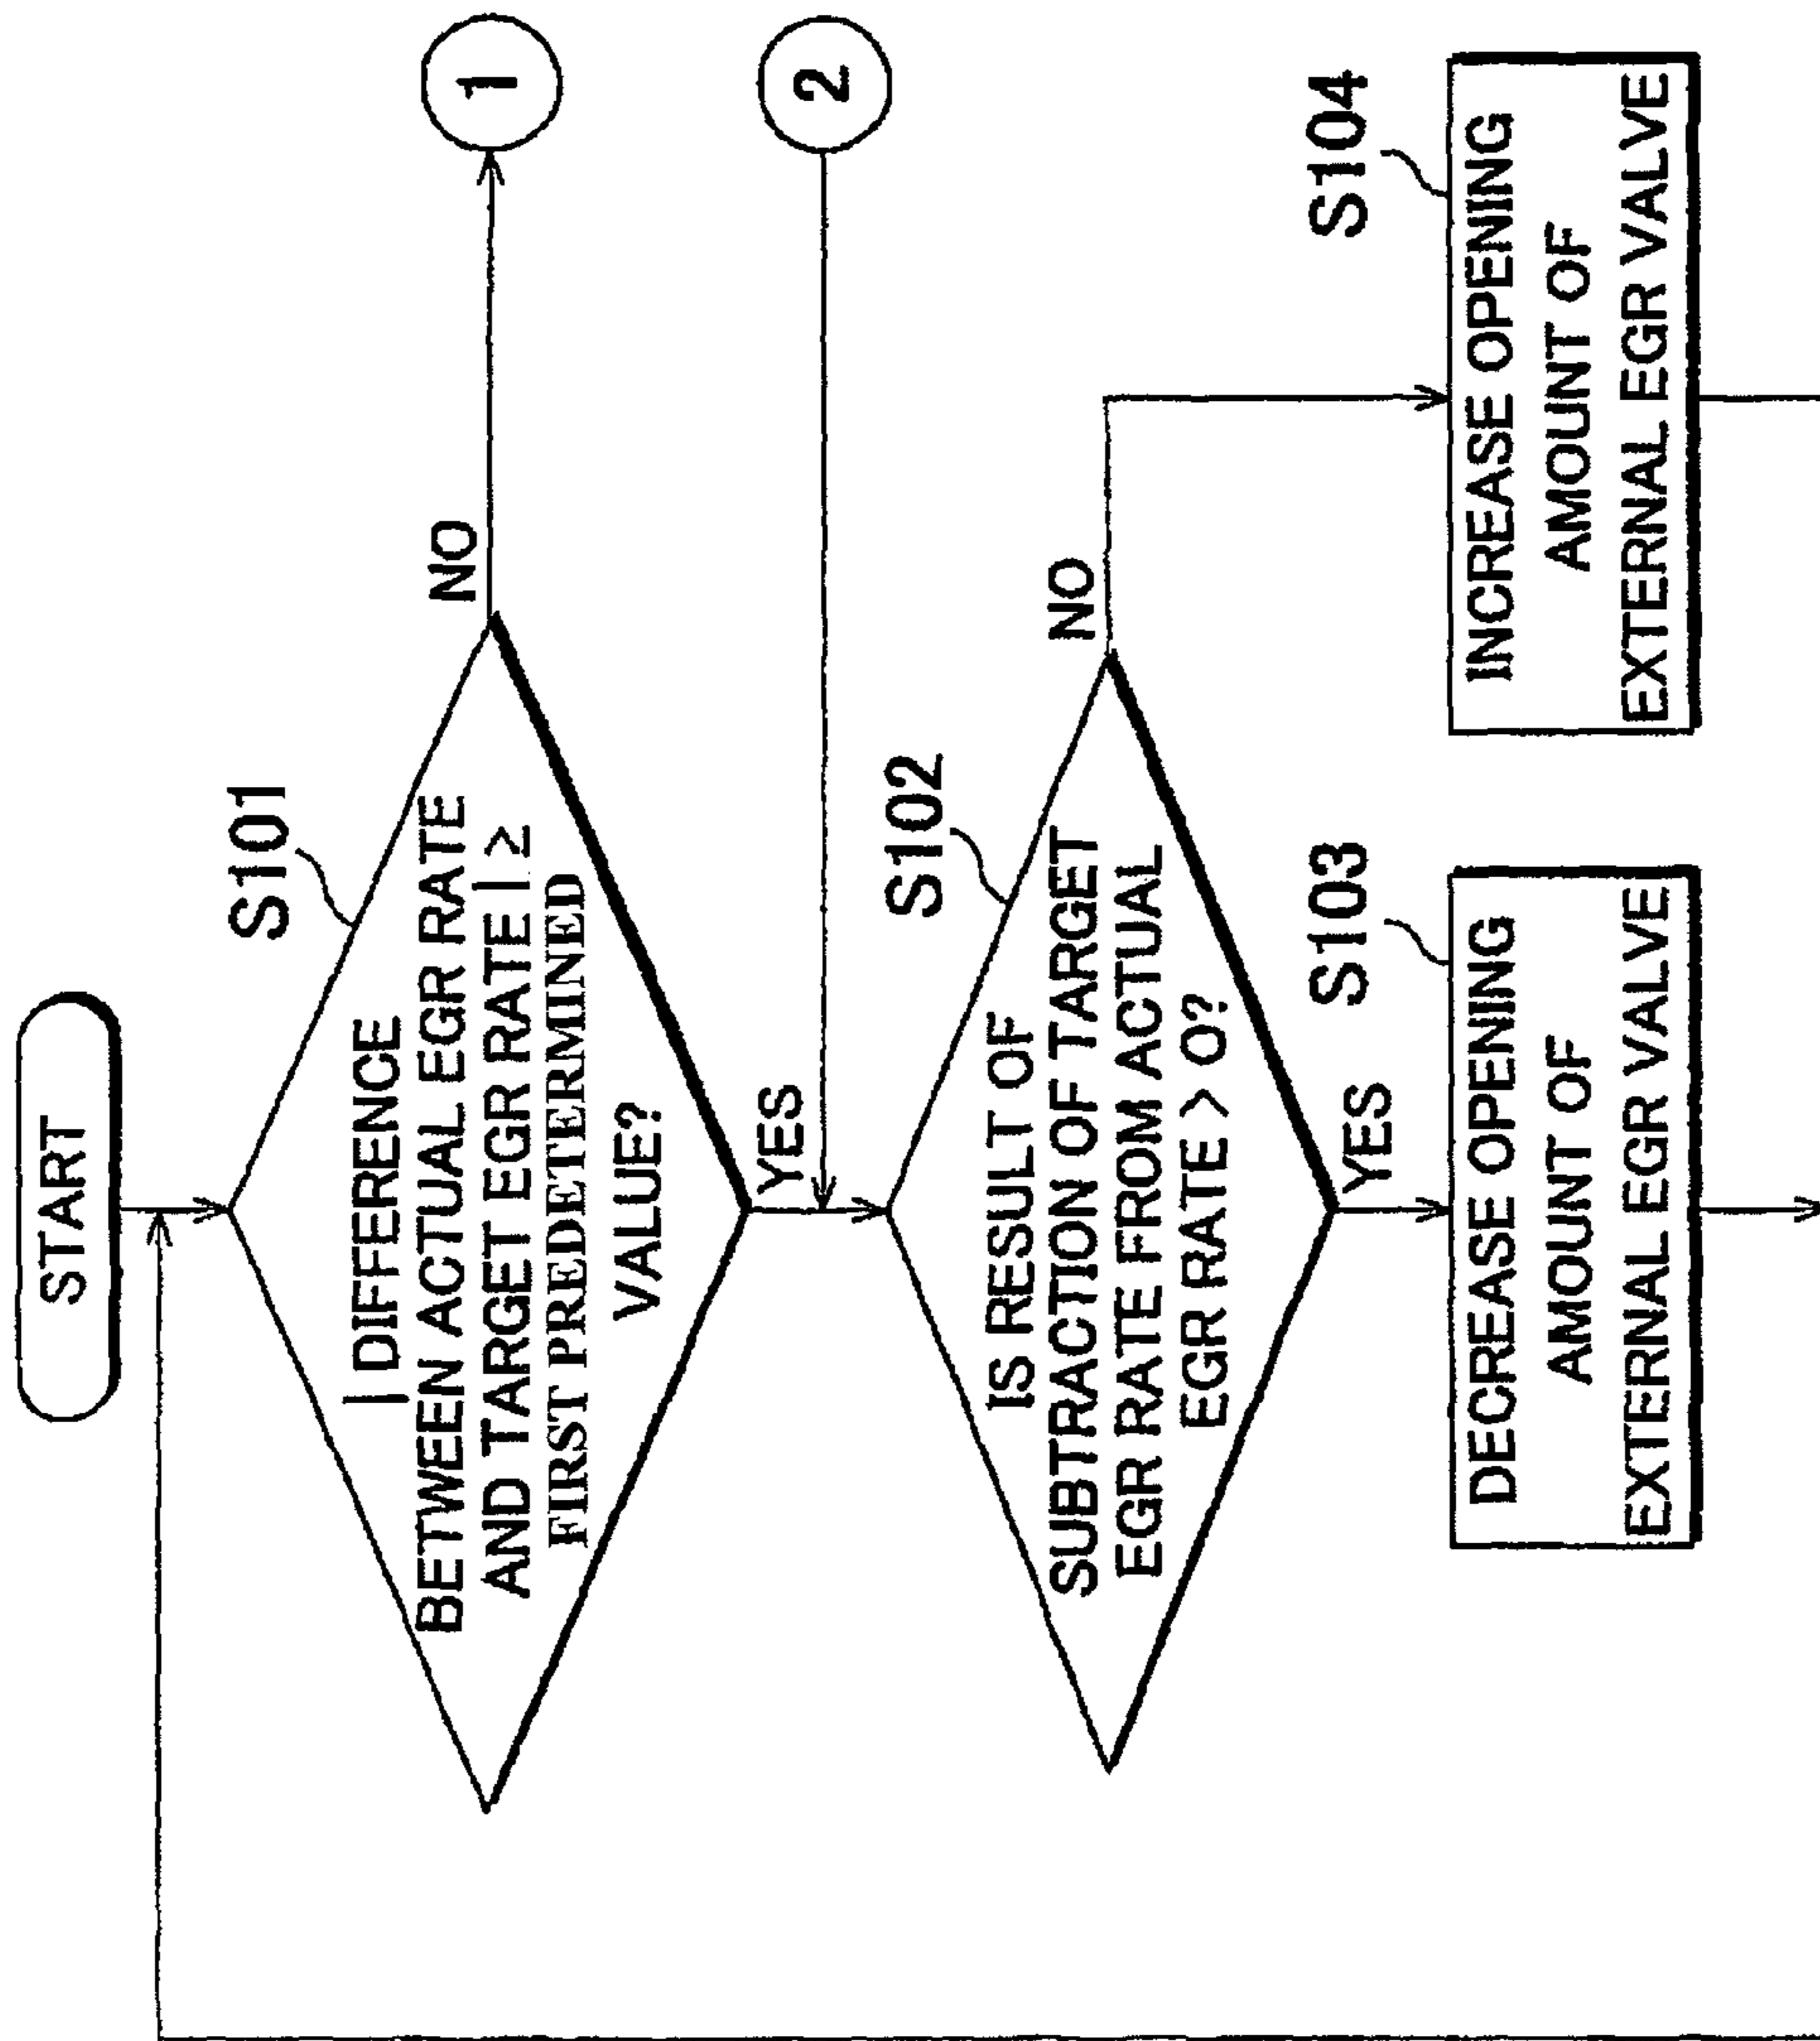 START
S101
| DIFFERENCE
BETWEEN ACTUAL EGR RATE
AND TARGET EGR RATE | ≥
FIRST PREDETERMINED
VALUE?
NO
1
YES
2
S102
IS RESULT OF
SUBTRACTION OF TARGET
EGR RATE FROM ACTUAL
EGR RATE > 0?
NO
YES
S103
DECREASE OPENING
AMOUNT OF
EXTERNAL EGR VALVE
S104
INCREASE OPENING
AMOUNT OF
EXTERNAL EGR VALVE